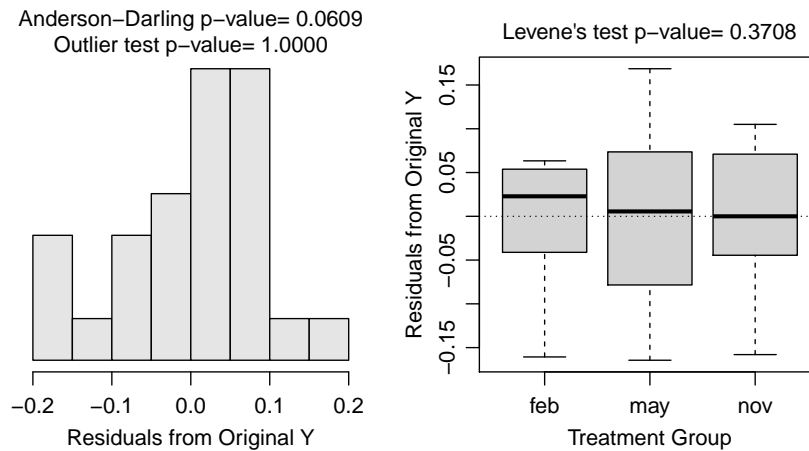 Anderson−Darling p−value= 0.0609
Outlier test p−value= 1.0000
−0.2 −0.1 0.0 0.1 0.2
Residuals from Original Y
Levene's test p−value= 0.3708
Residuals from Original Y
0.15
0.05
−0.05
−0.15
feb may nov
Treatment Group